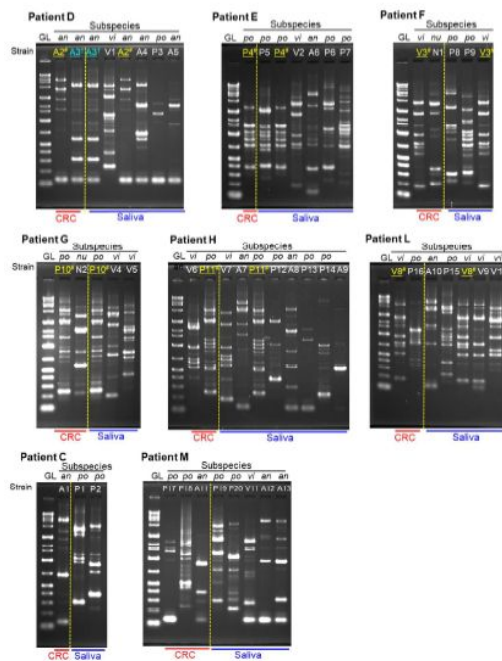 Patient D
Subspecies
an an an vi an an po an
Strain
GL A2# A3† A3† V1 A2# A4 P3 A5
CRC
Saliva
Patient E
Subspecies
po po po vi an po po
GL P4# P5 P4# V2 A6 P6 P7
CRC
Saliva
Patient F
Subspecies
vi nu po po vi
GL V3# N1 P8 P9 V3#
CRC
Saliva
Patient G
Subspecies
po nu po vi vi
Strain
GL P10# N2 P10# V4 V5
CRC
Saliva
Patient H
Subspecies
vi po vi an po po an po po an
GL V6 P11# V7 A7 P11# P12 A8 P13 P14 A9
CRC
Saliva
Patient L
Subspecies
vi po an po vi vi
GL V8# P16 A10 P15 V8# V9
CRC
Saliva
Patient C
Subspecies
an po po
Strain
GL A1 P1 P2
CRC
Saliva
Patient M
Subspecies
po po an po po vi an an
GL P17 P18 A11 P19 P20 V11 A12 A13
CRC
Saliva